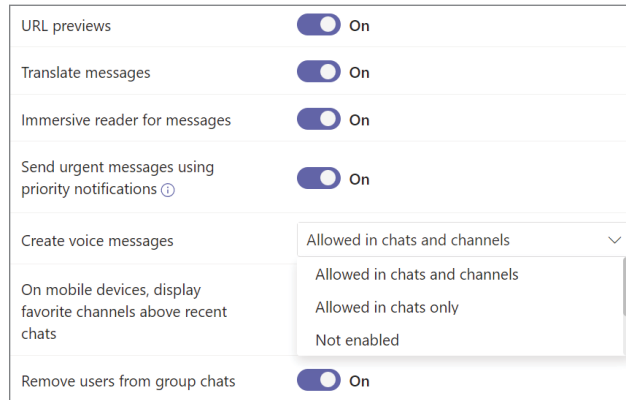 URL previews
On
Translate messages
On
Immersive reader for messages
On
Send urgent messages using
priority notifications
On
Create voice messages
Allowed in chats and channels
Allowed in chats and channels
Allowed in chats only
Not enabled
On mobile devices, display
favorite channels above recent
chats
Remove users from group chats
On